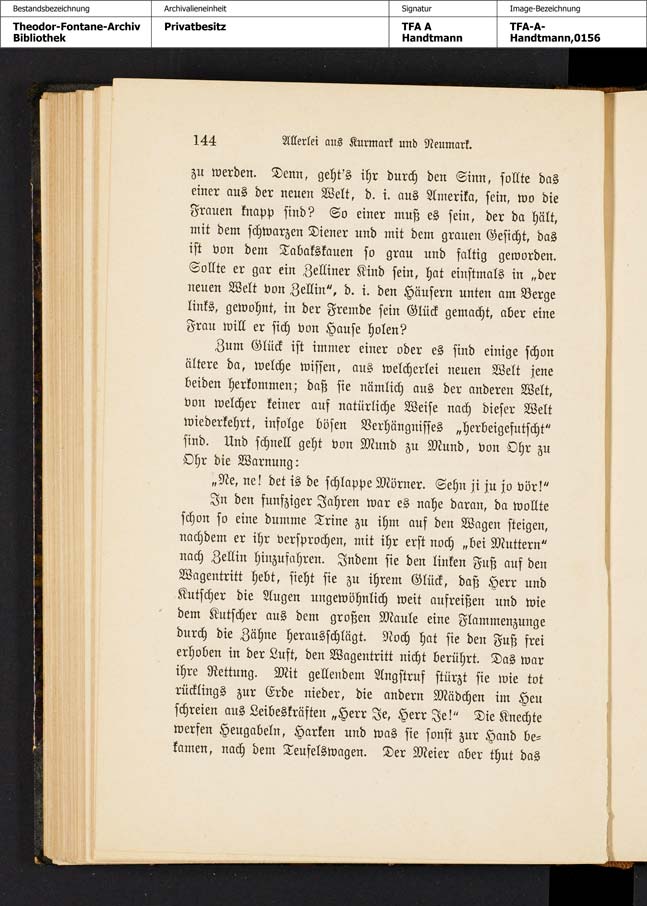 Bestandsbezeichnung
Theodor-Fontane-Archiv
Bibliothek
Archivalieneinheit
Privatbesitz
Signatur
TFA A
Handtmann
Image-Bezeichnung
TFA-A-
Handtmann,0156
144 Allerlei aus Kurmark und Neumark.
zu werden. Denn, geht's ihr durch den Sinn, sollte das
einer aus der neuen Welt, d. i. aus Amerika, sein, wo die
Frauen knapp sind? So einer muß es sein, der da hält,
mit dem schwarzen Diener und mit dem grauen Gesicht, das
ist von dem Tabakskauen so grau und faltig geworden.
Sollte er gar ein Zelliner Kind sein, hat einstmals in „der
neuen Welt von Zellin“, d. i. den Häusern unten am Berge
links, gewohnt, in der Fremde sein Glück gemacht, aber eine
Frau will er sich von Hause holen?
Zum Glück ist immer einer oder es sind einige schon
ältere da, welche wissen, aus welcherlei neuen Welt jene
beiden herkommen; daß sie nämlich aus der anderen Welt,
von welcher keiner auf natürliche Weise nach dieser Welt
wiederkehrt, infolge bösen Verhängnisses „herbeigefutscht“
sind. Und schnell geht von Mund zu Mund, von Ohr zu
Ohr die Warnung:
„Ne, ne! det is de schlappe Mörner. Sehn ji ju jo vör!“
In den funfziger Jahren war es nahe daran, da wollte
schon so eine dumme Trine zu ihm auf den Wagen steigen,
nachdem er ihr versprochen, mit ihr erst noch „bei Muttern“
nach Zellin hinzufahren. Indem sie den linken Fuß auf den
Wagentritt hebt, sieht sie zu ihrem Glück, daß Herr und
Kutscher die Augen ungewöhnlich weit aufreißen und wie
dem Kutscher aus dem großen Maule eine Flammenzunge
durch die Zähne herausschlägt. Noch hat sie den Fuß frei
erhoben in der Luft, den Wagentritt nicht berührt. Das war
ihre Rettung. Mit gellendem Angstruf stürzt sie wie tot
rücklings zur Erde nieder, die andern Mädchen im Heu
schreien aus Leibeskräften „Herr Je, Herr Je!“ Die Knechte
werfen Heugabeln, Harken und was sie sonst zur Hand be-
kamen, nach dem Teufelswagen. Der Meier aber thut das